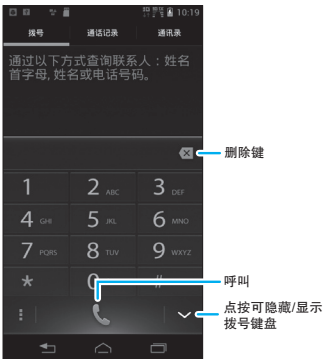 10:19
拨号 通话记录 通讯录
通过以下方式查询联系人：姓名
首字母, 姓名或电话号码。
删除键
1 2 ABC 3 DEF
4 GHI 5 JKL 6 MNO
7 PQRS 8 TUV 9 WXYZ
* 0 #
呼叫
点按可隐藏/显示
拨号键盘